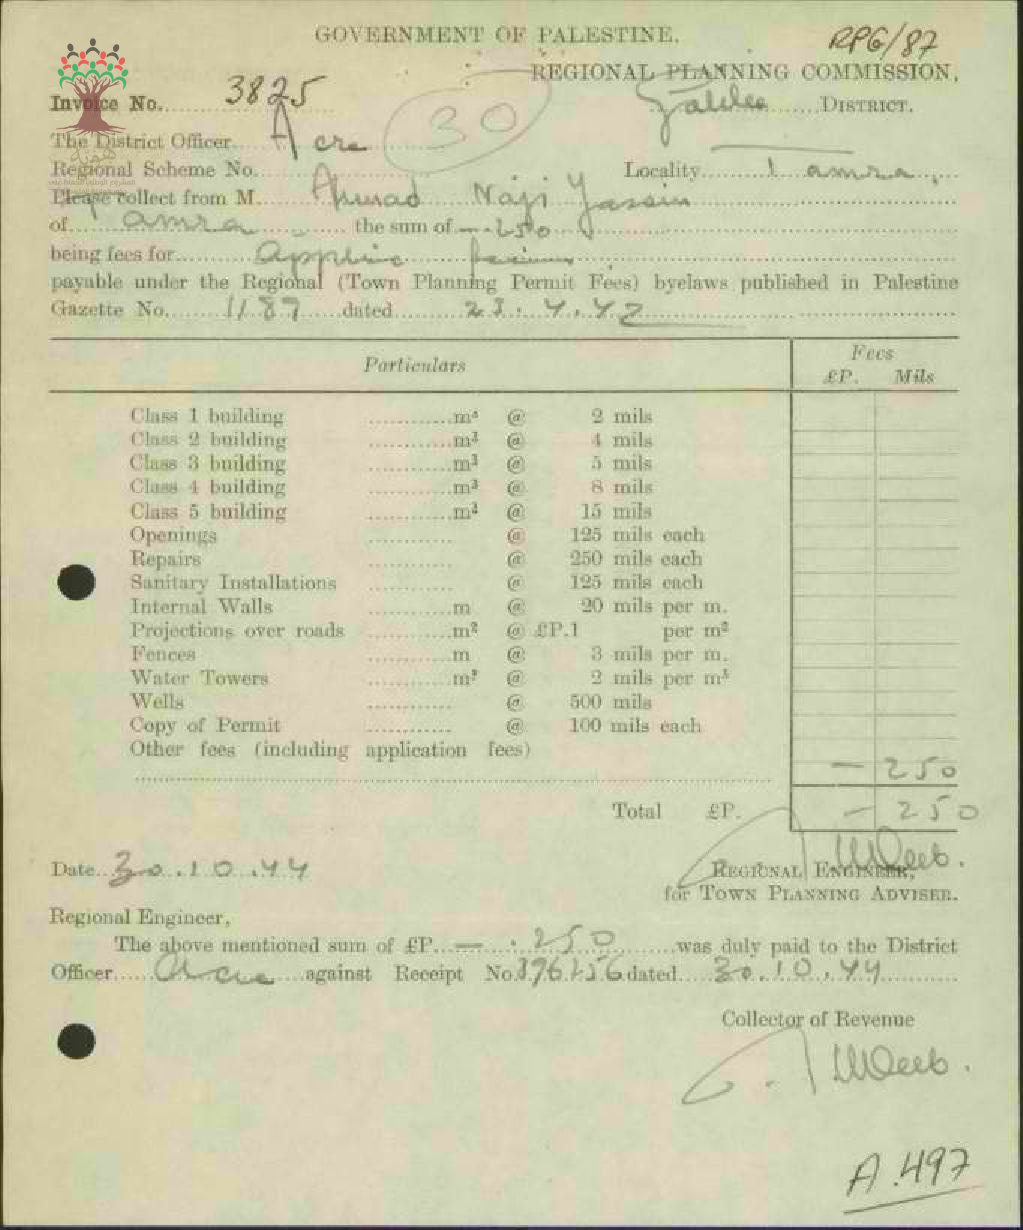 GOVERNMENT OF PALESTINE.
RPG/87
REGIONAL PLANNING COMMISSION,
Invoice No. 3825
30
Galilee DISTRICT.
The District Officer Acre
Regional Scheme No. Locality
Please collect from M Ahmad Naji Yassin
of amra the sum of — 250
being fees for Applic
payable under the Regional (Town Planning Permit Fees) byelaws published in Palestine
Gazette No. 1187 dated 23.4.42
Particulars Fees
£P. Mils
Class 1 building m² @ 2 mils
Class 2 building m³ @ 4 mils
Class 3 building m³ @ 5 mils
Class 4 building m³ @ 8 mils
Class 5 building m³ @ 15 mils
Openings @ 125 mils each
Repairs @ 250 mils each
Sanitary Installations @ 125 mils each
Internal Walls m @ 20 mils per m.
Projections over roads m² @ £P.1 per m²
Fences m @ 3 mils per m.
Water Towers m³ @ 2 mils per m³
Wells @ 500 mils
Copy of Permit @ 100 mils each
Other fees (including application fees)
— 250
Total £P. — 250
Date 30.10.44
REGIONAL ENGINEER,
for TOWN PLANNING ADVISER.
Regional Engineer,
The above mentioned sum of £P. — .250 was duly paid to the District
Officer Acre against Receipt No. 396256 dated 30.10.44
Collector of Revenue
A.497